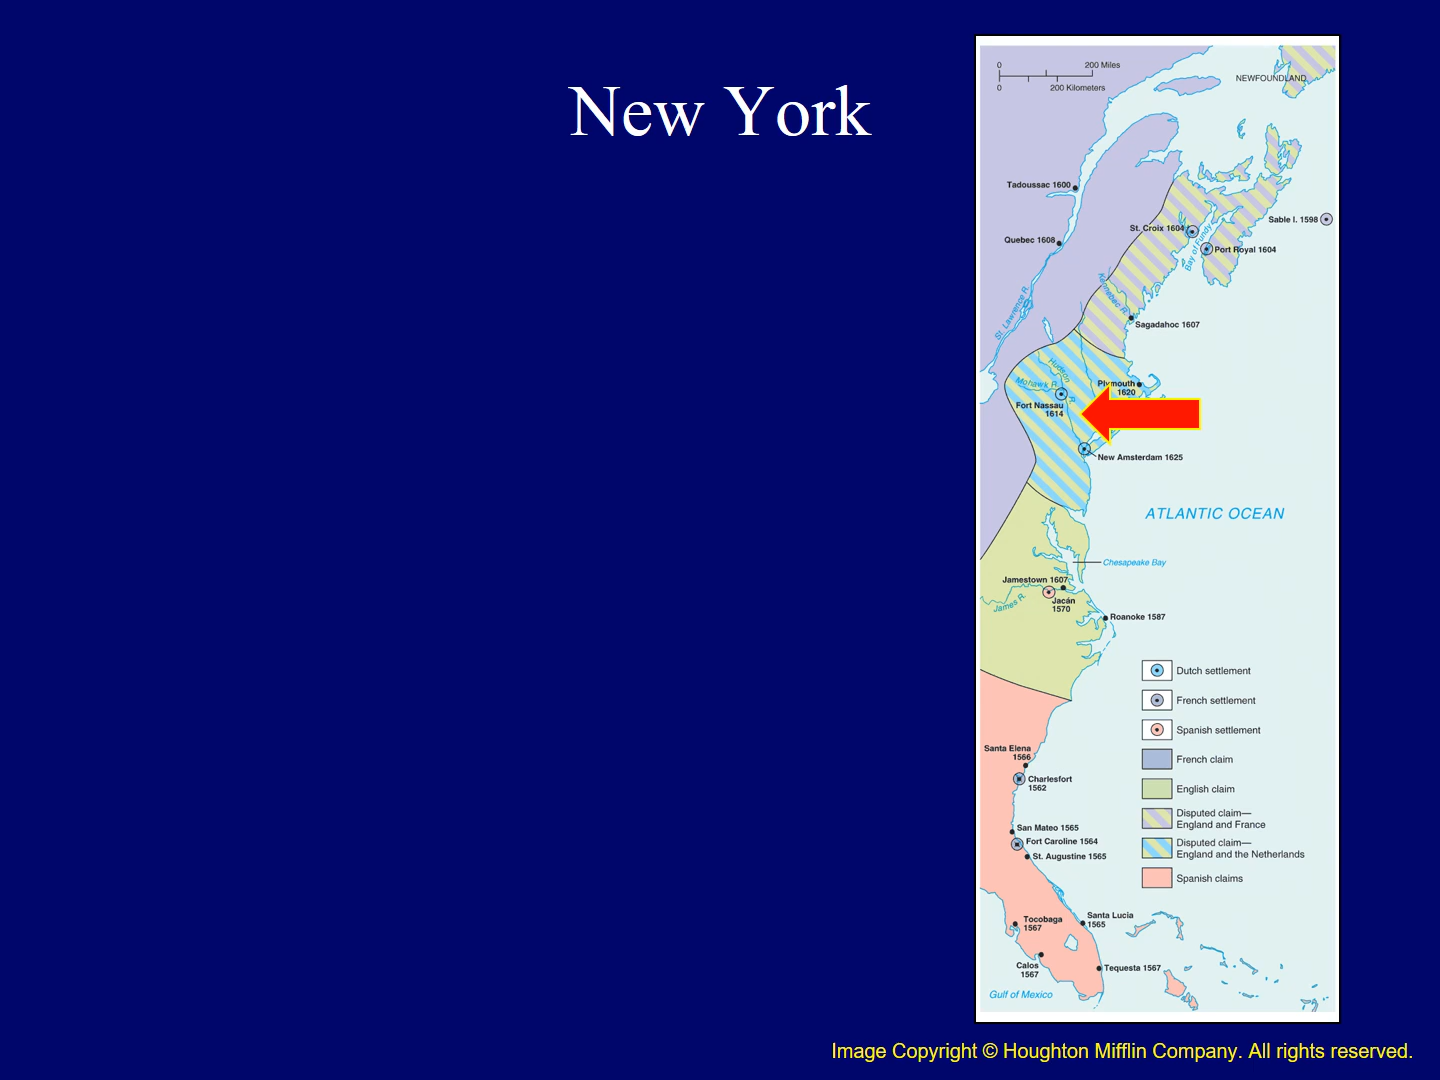 New York
0 200 Miles
0 200 Kilometers
NEWFOUNDLAND
Tadoussac 1600
Sable I. 1598
St. Croix 1604
Quebec 1608
Bay of Fundy
Port Royal 1604
Kennebec R.
St. Lawrence R.
Sagadahoc 1607
Hudson R.
Mohawk R.
Plymouth
1620
Fort Nassau
1614
New Amsterdam 1625
ATLANTIC OCEAN
Chesapeake Bay
Jamestown 1607
Jacán
1570
James R.
Roanoke 1587
Dutch settlement
French settlement
Spanish settlement
French claim
English claim
Disputed claim—
England and France
Disputed claim—
England and the Netherlands
Spanish claims
Santa Elena
1566
Charlesfort
1562
San Mateo 1565
Fort Caroline 1564
St. Augustine 1565
Santa Lucia
1565
Tocobaga
1567
Calos
1567
Tequesta 1567
Gulf of Mexico
Image Copyright © Houghton Mifflin Company. All rights reserved.